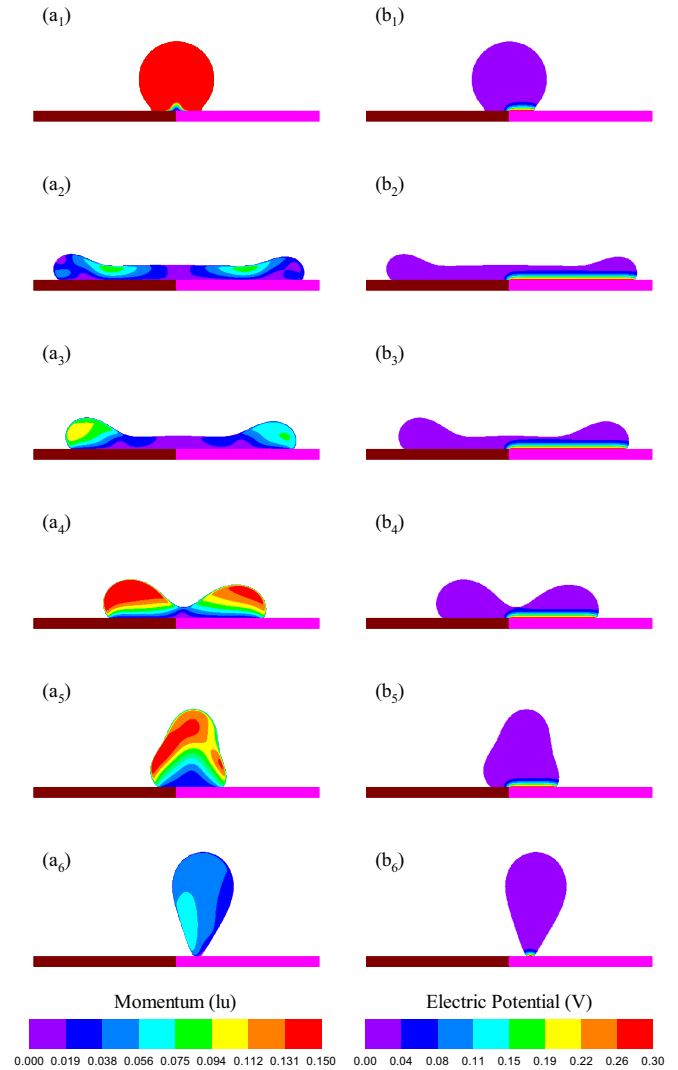 (a₁) (b₁)
(a₂) (b₂)
(a₃) (b₃)
(a₄) (b₄)
(a₅) (b₅)
(a₆) (b₆)
Momentum (lu) Electric Potential (V)
0.000 0.019 0.038 0.056 0.075 0.094 0.112 0.131 0.150 0.00 0.04 0.08 0.11 0.15 0.19 0.22 0.26 0.30